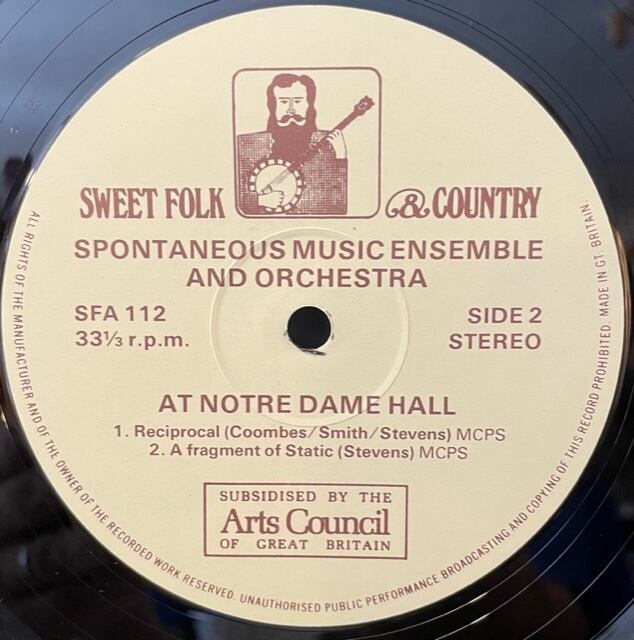 SWEET FOLK & COUNTRY
SPONTANEOUS MUSIC ENSEMBLE
AND ORCHESTRA
SFA 112
33⅓ r.p.m.
SIDE 2
STEREO
AT NOTRE DAME HALL
1. Reciprocal (Coombes/Smith/Stevens) MCPS
2. A fragment of Static (Stevens) MCPS
SUBSIDISED BY THE
Arts Council
OF GREAT BRITAIN
ALL RIGHTS OF THE MANUFACTURER AND OF THE OWNER OF THE RECORDED WORK RESERVED. UNAUTHORISED PUBLIC PERFORMANCE BROADCASTING AND COPYING OF THIS RECORD PROHIBITED. MADE IN GT. BRITAIN.